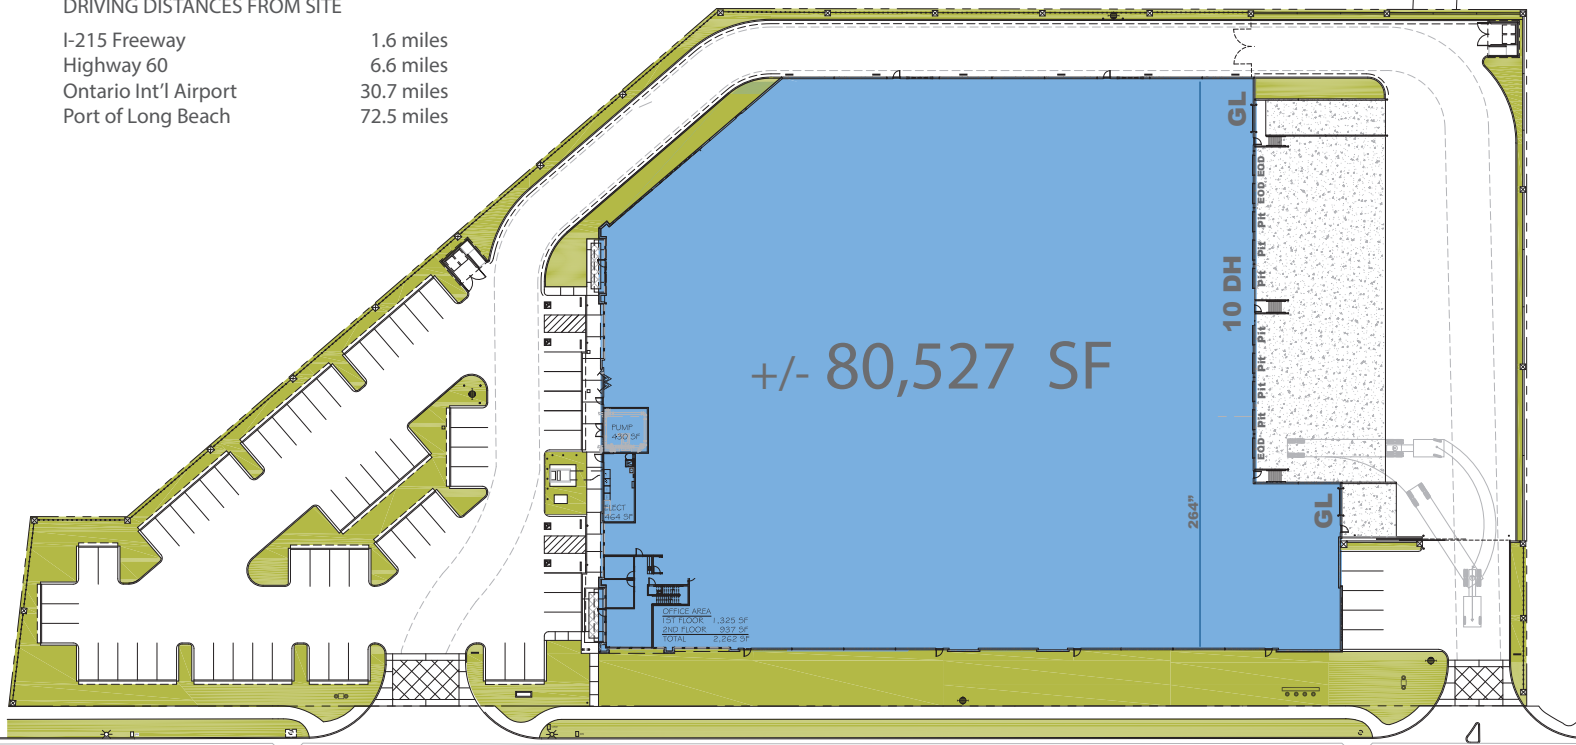 DRIVING DISTANCES FROM SITE
I-215 Freeway 1.6 miles
Highway 60 6.6 miles
Ontario Int'l Airport 30.7 miles
Port of Long Beach 72.5 miles
GL
EOD EOD
Pit Pit Pit Pit
10 DH
+/- 80,527 SF
Pit Pit Pit Pit
EOD
PUMP
430 SF
ELECT
464 SF
264"
GL
OFFICE AREA
1ST FLOOR 1,325 SF
2ND FLOOR 937 SF
TOTAL 2,262 SF